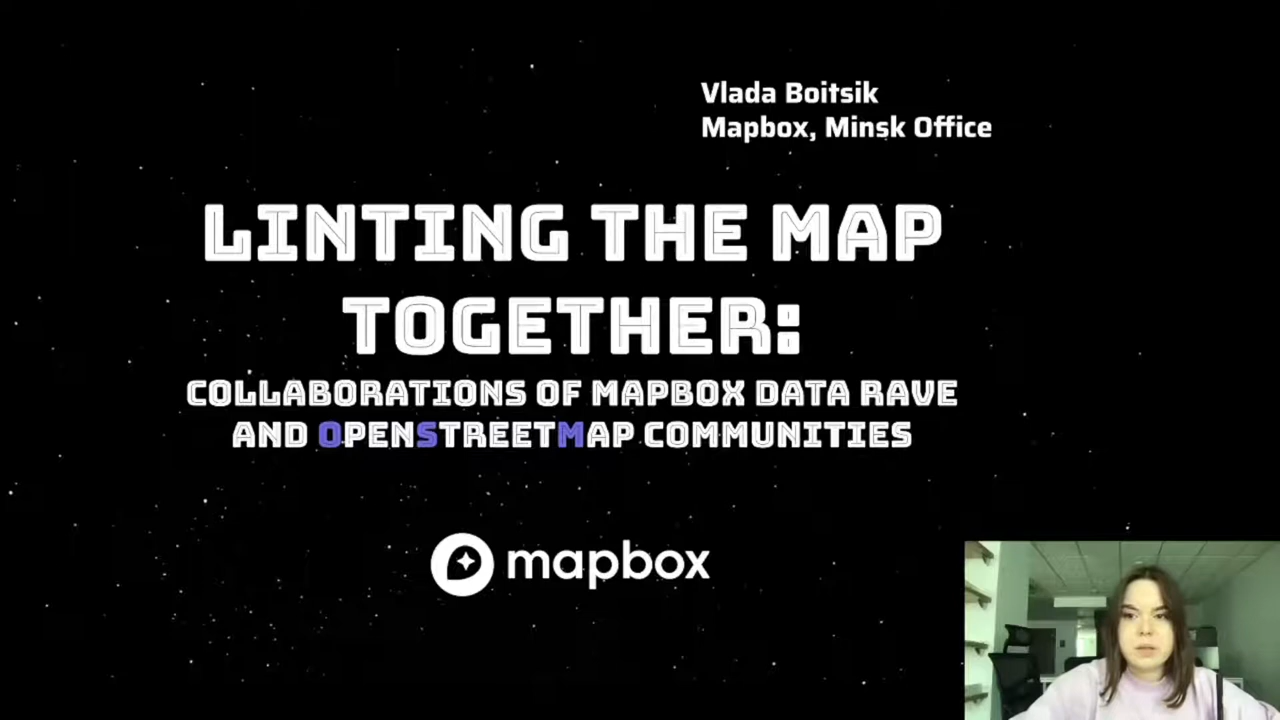 Vlada Boitsik
Mapbox, Minsk Office
LINTING THE MAP
TOGETHER:
COLLABORATIONS OF MAPBOX DATA RAVE
AND OPENSTREETMAP COMMUNITIES
mapbox